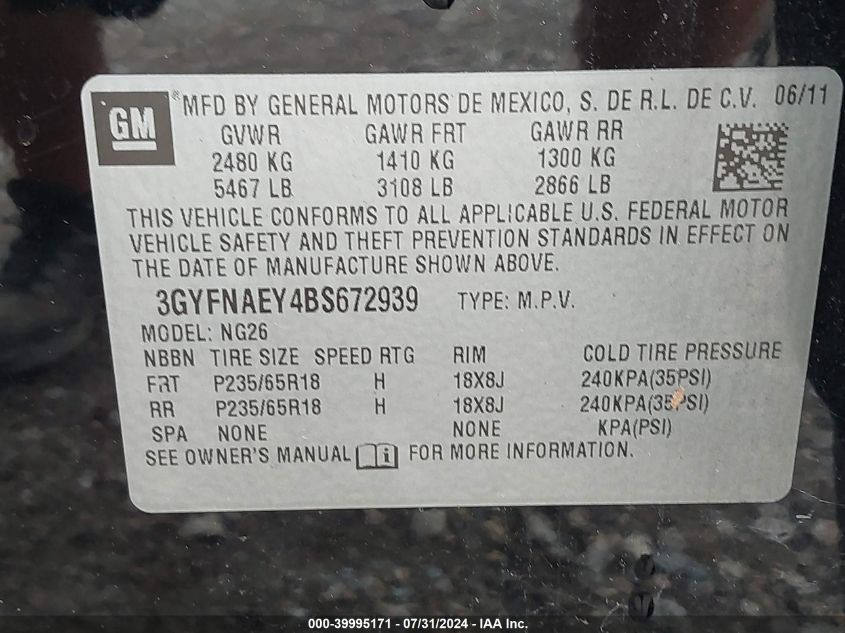 GM ® MFD BY GENERAL MOTORS DE MEXICO, S. DE R.L. DE C.V. 06/11
GVWR GAWR FRT GAWR RR
2480 KG 1410 KG 1300 KG
5467 LB 3108 LB 2866 LB
THIS VEHICLE CONFORMS TO ALL APPLICABLE U.S. FEDERAL MOTOR
VEHICLE SAFETY AND THEFT PREVENTION STANDARDS IN EFFECT ON
THE DATE OF MANUFACTURE SHOWN ABOVE.
3GYFNAEY4BS672939 TYPE: M.P.V.
MODEL: NG26
NBBN TIRE SIZE SPEED RTG RIM COLD TIRE PRESSURE
FRT P235/65R18 H 18X8J 240KPA(35PSI)
RR P235/65R18 H 18X8J 240KPA(35PSI)
SPA NONE NONE KPA(PSI)
SEE OWNER'S MANUAL i FOR MORE INFORMATION.
000-39995171 - 07/31/2024 - IAA Inc.